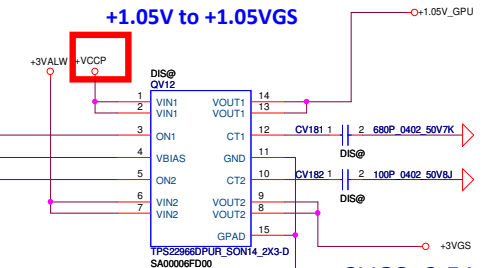 +1.05V to +1.05VGS
+1.05V_GPU
+3VALW
+VCCP
DIS@
QV12
1 VIN1 VOUT1 14
2 VIN1 VOUT1 13
3 ON1 CT1 12 CV181 1 2 680P_0402_50V7K
DIS@
4 VBIAS GND 11
5 ON2 CT2 10 CV182 1 2 100P_0402_50V8J
DIS@
6 VIN2 VOUT2 9
7 VIN2 VOUT2 8
GPAD 15
+3VGS
TPS22966DPUR_SON14_2X3-D
SA00006FD00